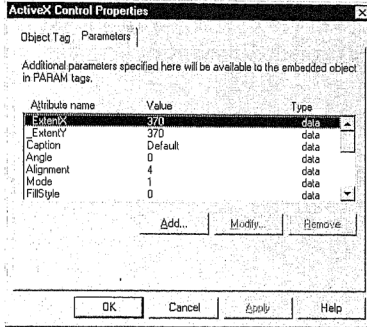 ActiveX Control Properties
Object Tag Parameters
Additional parameters specified here will be available to the embedded object
in PARAM tags.
Attribute name Value Type
_ExtentX 370 data
_ExtentY 370 data
Caption Default data
Angle 0 data
Alignment 4 data
Mode 1 data
FillStyle 0 data
Add... Modify... Remove
OK Cancel Apply Help